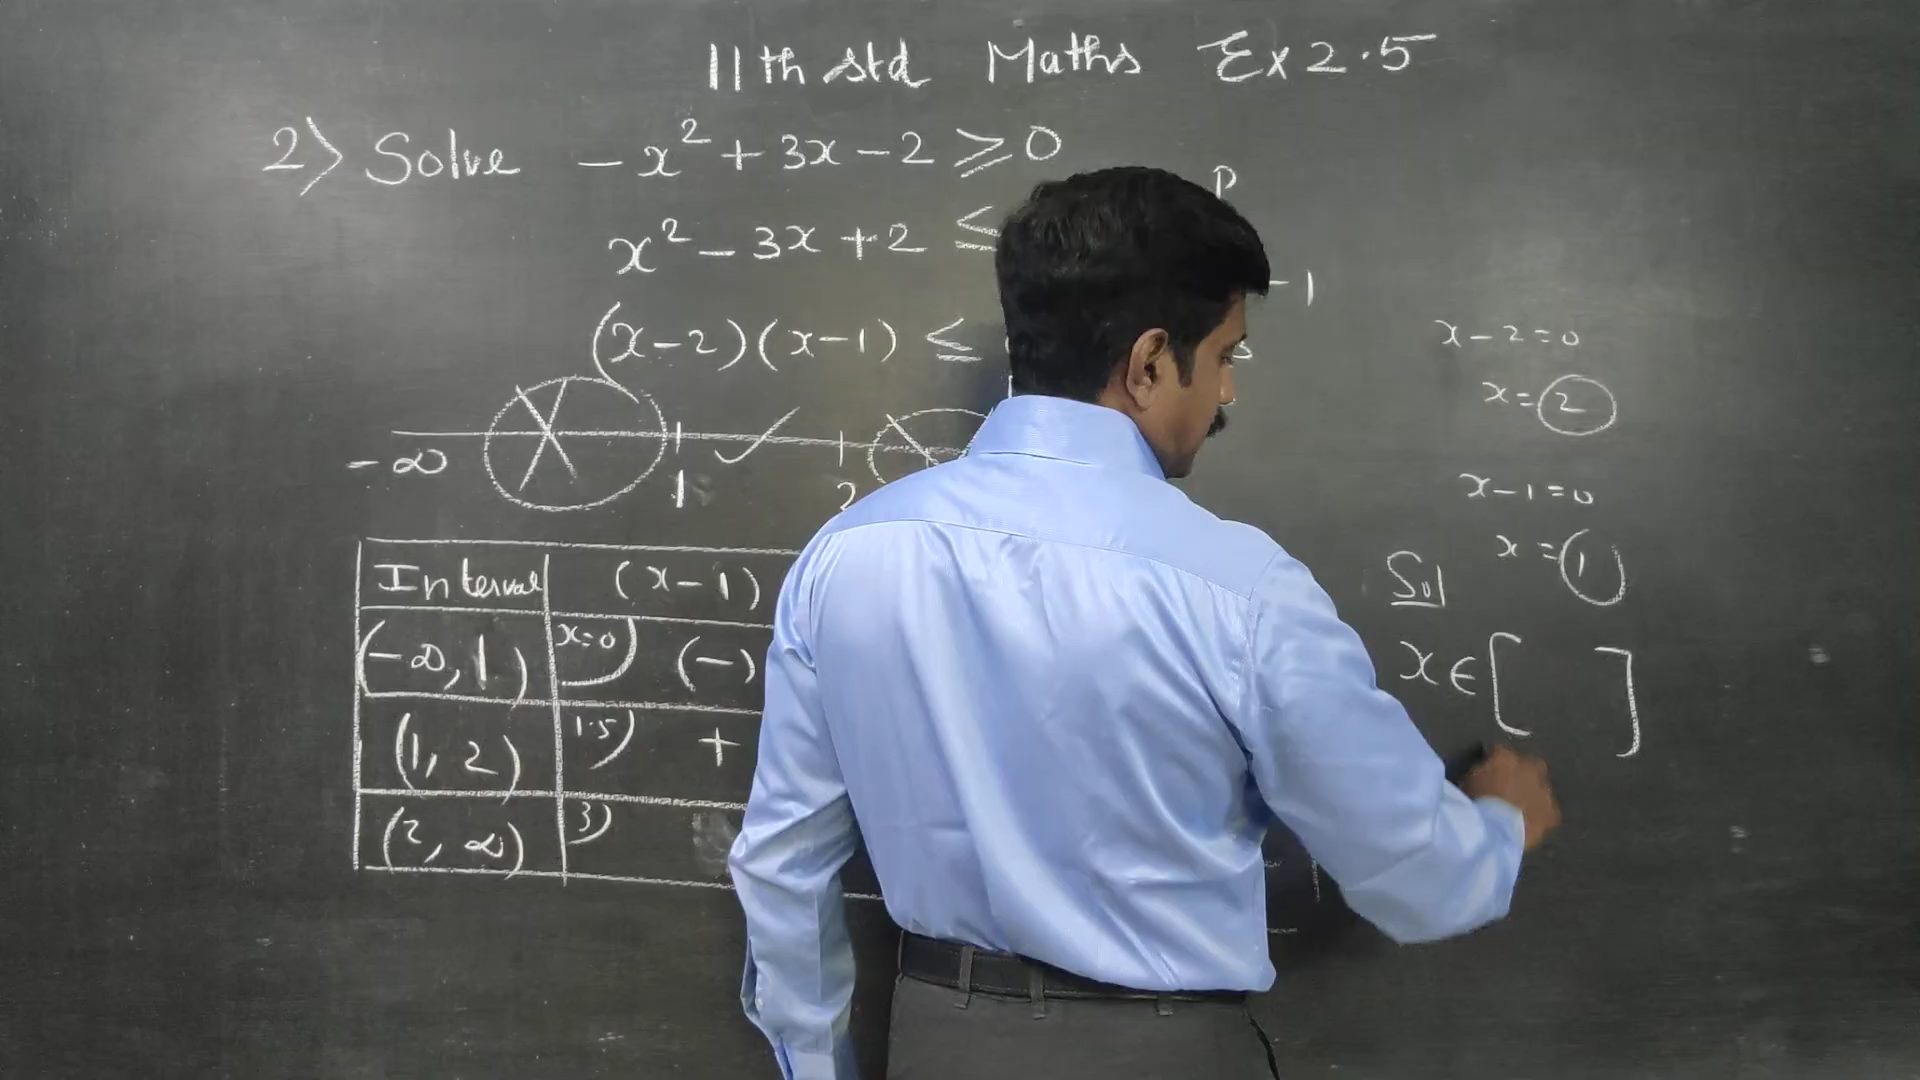 11th std Maths Ex 2.5
2) Solve -x² + 3x - 2 ≥ 0
P
x² - 3x + 2 ≤
-1
(x-2)(x-1) ≤
x-2=0
x=2
-∞ 1 2
x-1=0
x=1
Interval (x-1)
(-∞, 1) x=0) (-)
(1, 2) 1.5) +
(2, ∞) 3)
Sol
x ∈ [ ]